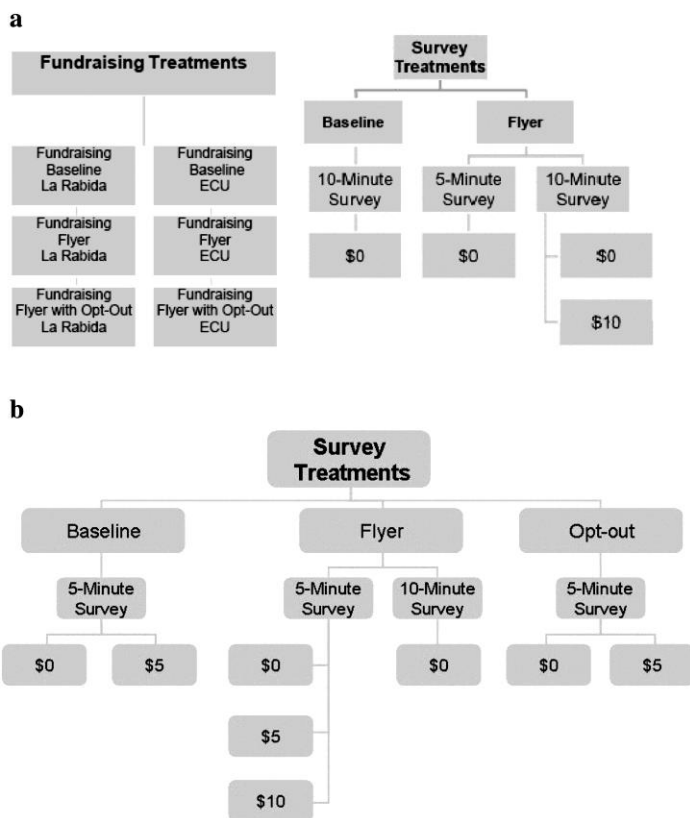 a
Fundraising Treatments
Fundraising
Baseline
La Rabida
Fundraising
Baseline
ECU
Fundraising
Flyer
La Rabida
Fundraising
Flyer
ECU
Fundraising
Flyer with Opt-Out
La Rabida
Fundraising
Flyer with Opt-Out
ECU
Survey
Treatments
Baseline
Flyer
10-Minute
Survey
5-Minute
Survey
10-Minute
Survey
$0
$0
$0
$10
b
Survey
Treatments
Baseline
Flyer
Opt-out
5-Minute
Survey
5-Minute
Survey
10-Minute
Survey
5-Minute
Survey
$0
$5
$0
$0
$0
$5
$5
$10